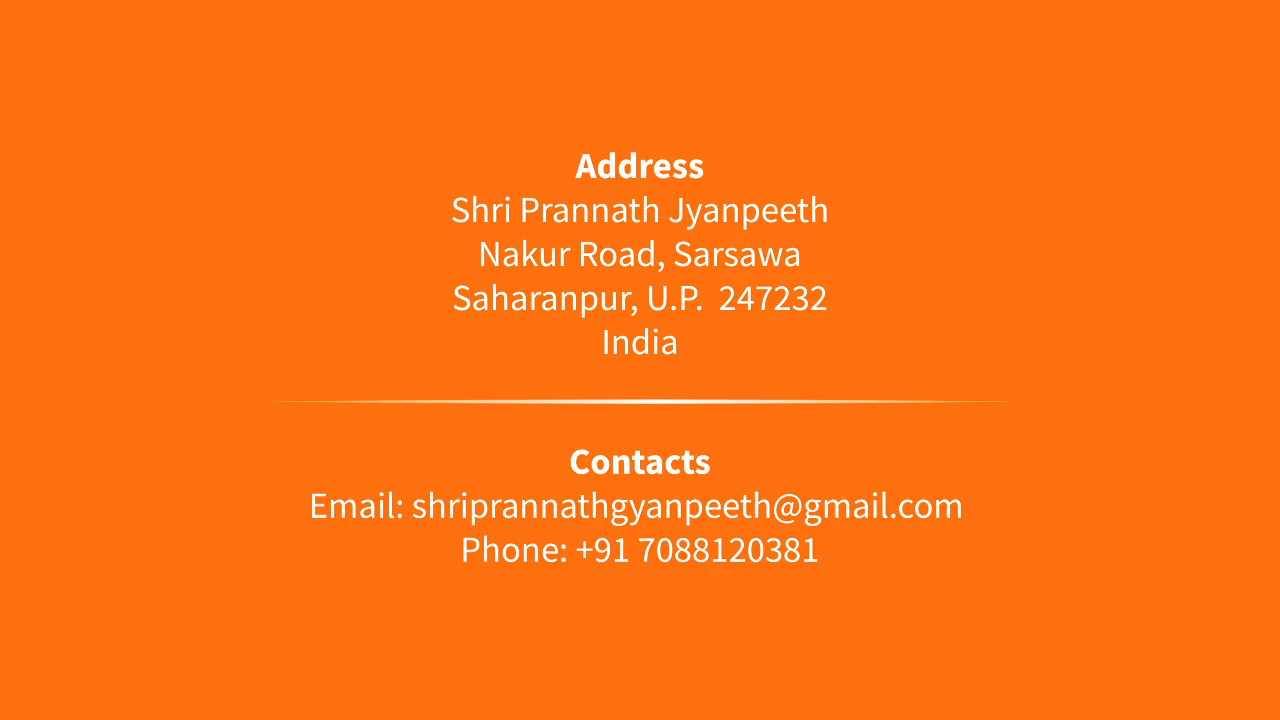 Address
Shri Prannath Jyanpeeth
Nakur Road, Sarsawa
Saharanpur, U.P.  247232
India
Contacts
Email: shriprannathgyanpeeth@gmail.com
Phone: +91 7088120381